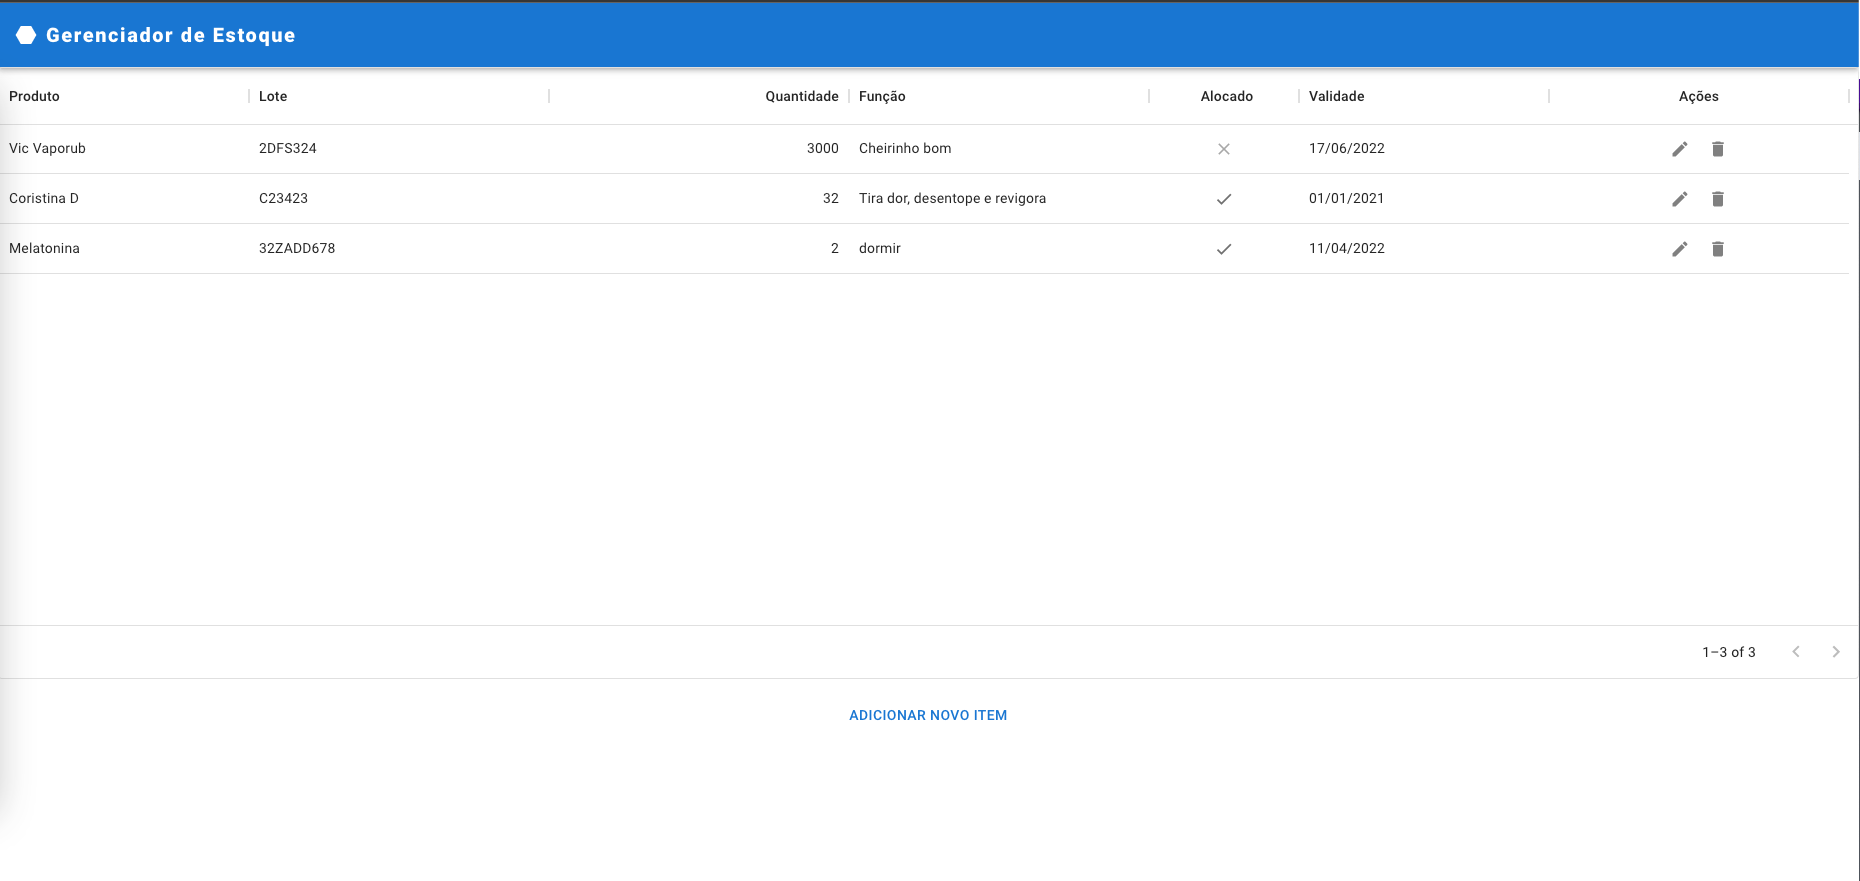 Gerenciador de Estoque
Produto Lote Quantidade Função Alocado Validade Ações
Vic Vaporub 2DFS324 3000 Cheirinho bom 17/06/2022
Coristina D C23423 32 Tira dor, desentope e revigora 01/01/2021
Melatonina 32ZADD678 2 dormir 11/04/2022
1–3 of 3
ADICIONAR NOVO ITEM